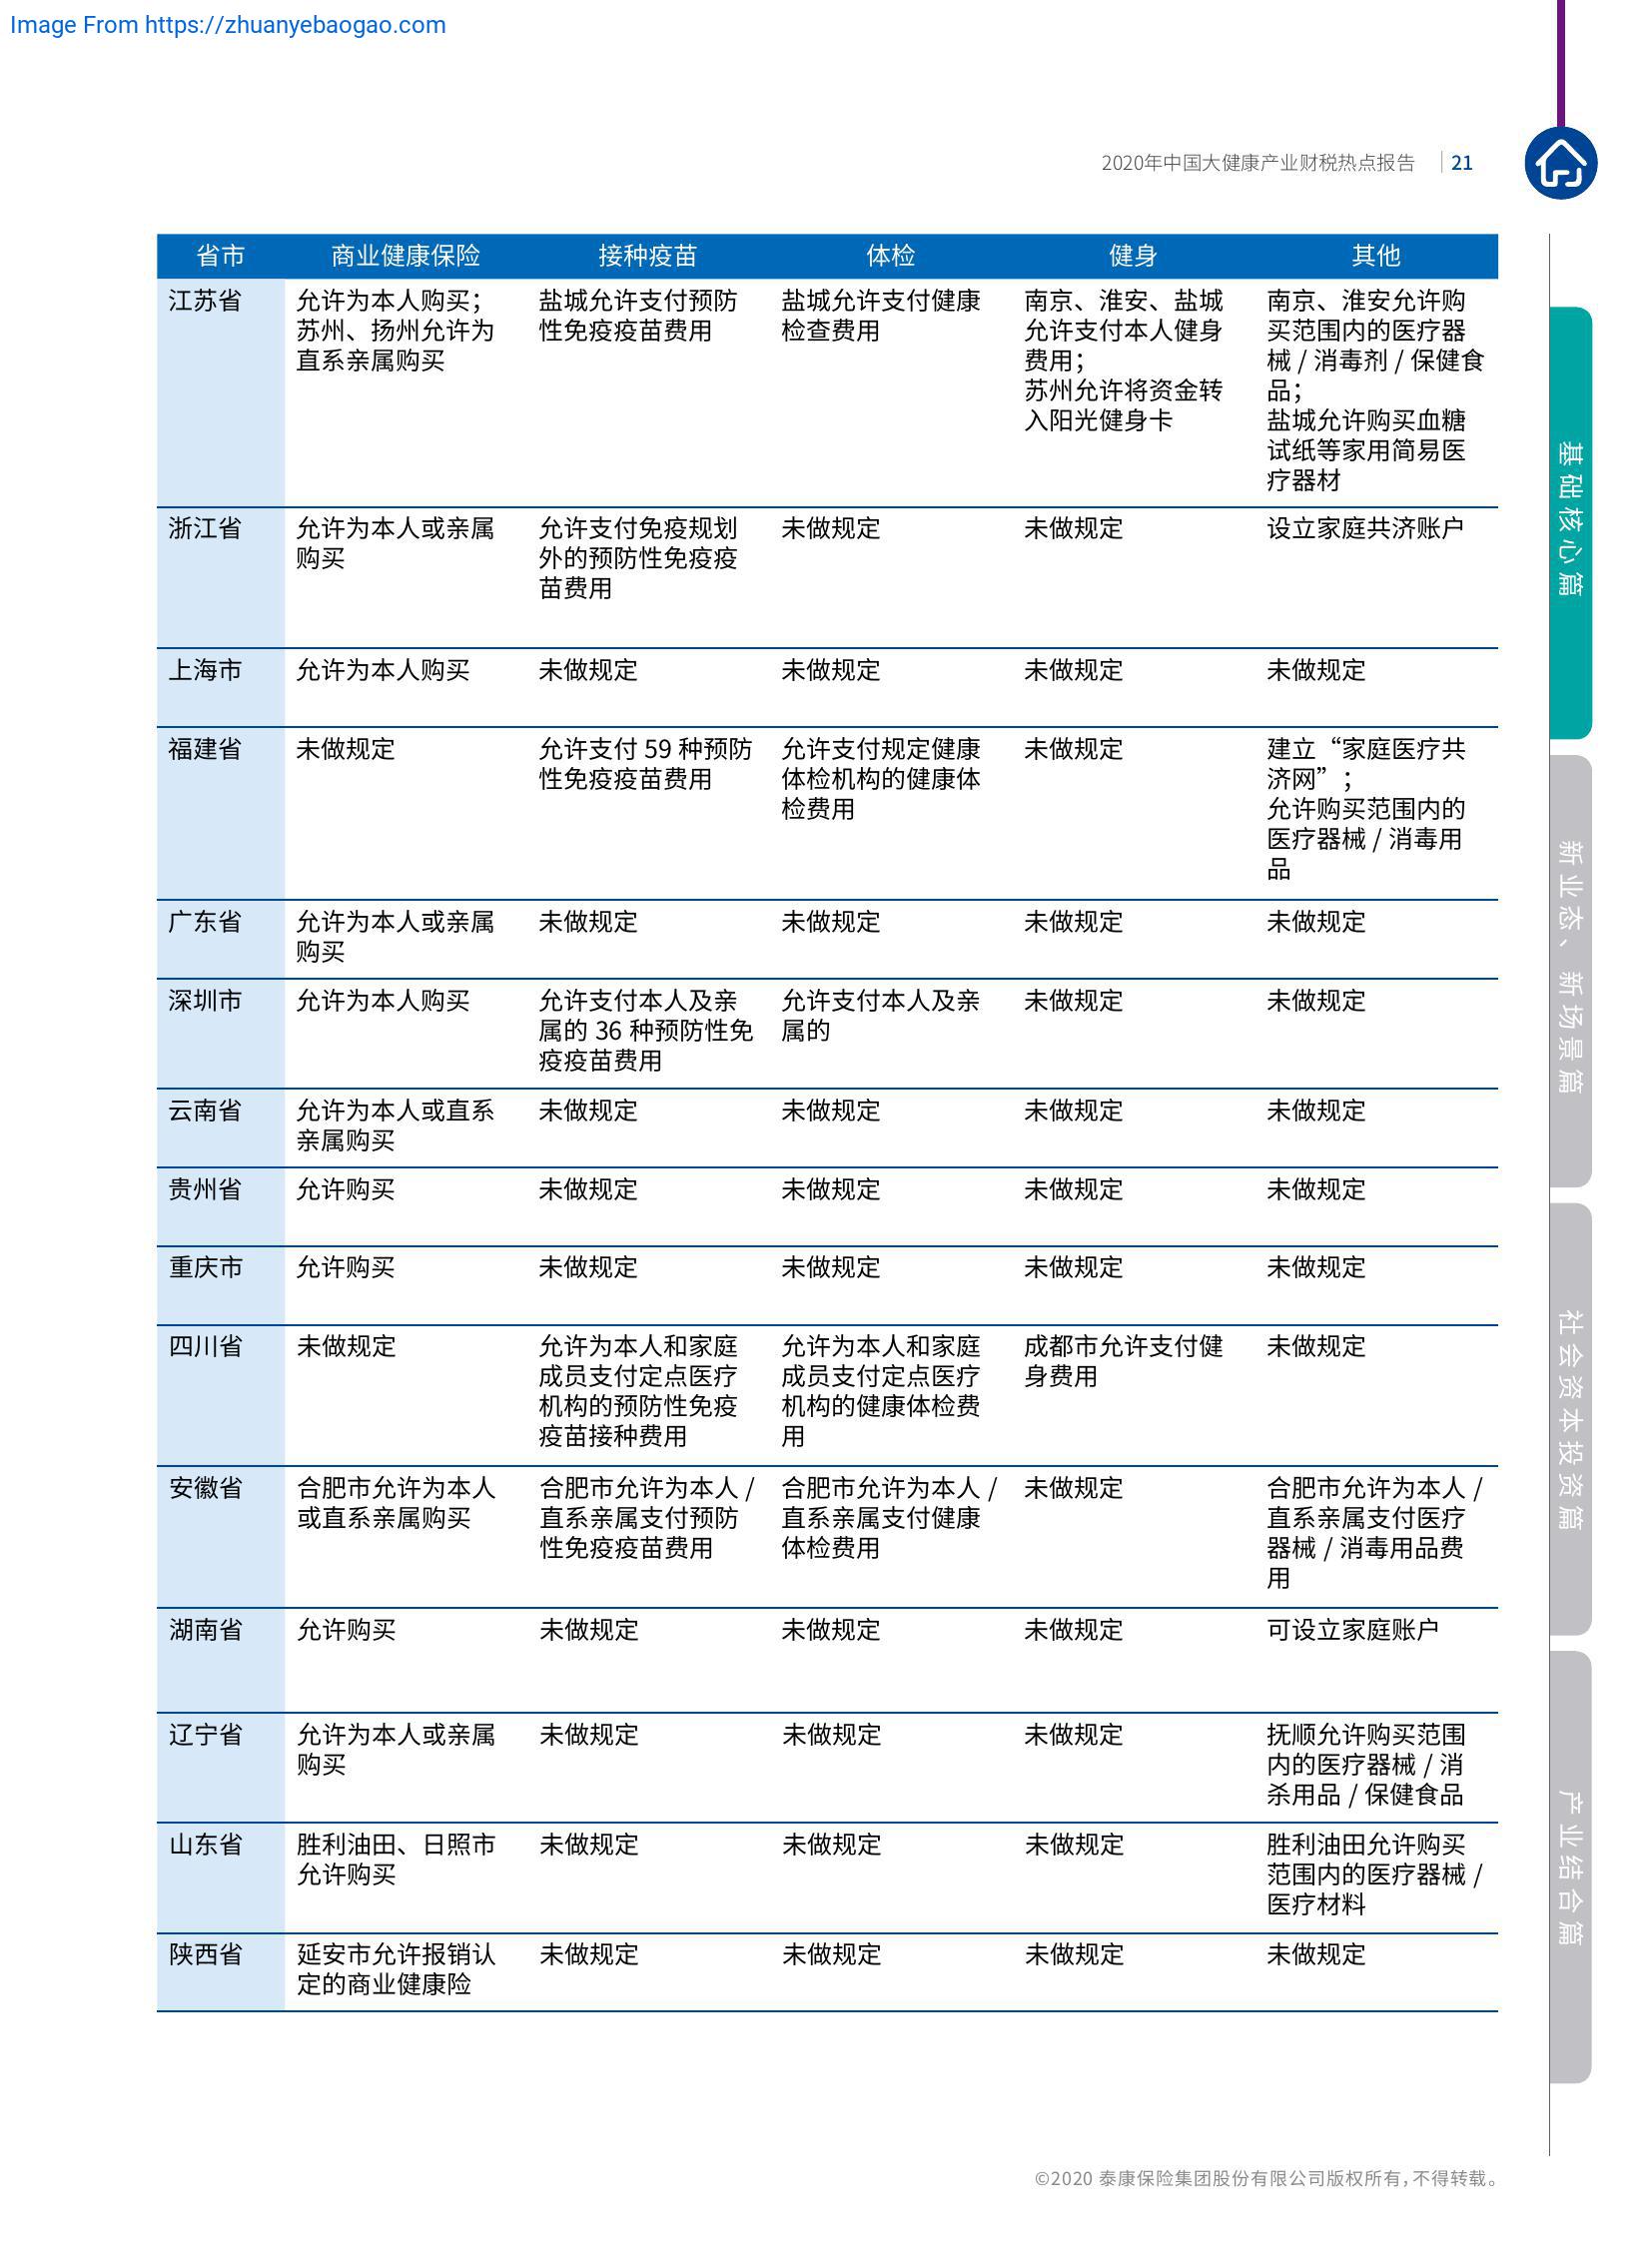 Image From https://zhuanyebaogao.com
2020年中国大健康产业财税热点报告 21
省市 商业健康保险 接种疫苗 体检 健身 其他
江苏省 允许为本人购买； 盐城允许支付预防 盐城允许支付健康 南京、淮安、盐城 南京、淮安允许购
苏州、扬州允许为 性免疫疫苗费用 检查费用 允许支付本人健身 买范围内的医疗器
直系亲属购买 费用； 械 / 消毒剂 / 保健食
苏州允许将资金转 品；
入阳光健身卡 盐城允许购买血糖
试纸等家用简易医
疗器材
浙江省 允许为本人或亲属 允许支付免疫规划 未做规定 未做规定 设立家庭共济账户
购买 外的预防性免疫疫
苗费用
上海市 允许为本人购买 未做规定 未做规定 未做规定 未做规定
福建省 未做规定 允许支付 59 种预防 允许支付规定健康 未做规定 建立“家庭医疗共
性免疫疫苗费用 体检机构的健康体 济网”；
检费用 允许购买范围内的
医疗器械 / 消毒用
品
广东省 允许为本人或亲属 未做规定 未做规定 未做规定 未做规定
购买
深圳市 允许为本人购买 允许支付本人及亲 允许支付本人及亲 未做规定 未做规定
属的 36 种预防性免 属的
疫疫苗费用
云南省 允许为本人或直系 未做规定 未做规定 未做规定 未做规定
亲属购买
贵州省 允许购买 未做规定 未做规定 未做规定 未做规定
重庆市 允许购买 未做规定 未做规定 未做规定 未做规定
四川省 未做规定 允许为本人和家庭 允许为本人和家庭 成都市允许支付健 未做规定
成员支付定点医疗 成员支付定点医疗 身费用
机构的预防性免疫 机构的健康体检费
疫苗接种费用 用
安徽省 合肥市允许为本人 合肥市允许为本人 / 合肥市允许为本人 / 未做规定 合肥市允许为本人 /
或直系亲属购买 直系亲属支付预防 直系亲属支付健康 直系亲属支付医疗
性免疫疫苗费用 体检费用 器械 / 消毒用品费
用
湖南省 允许购买 未做规定 未做规定 未做规定 可设立家庭账户
辽宁省 允许为本人或亲属 未做规定 未做规定 未做规定 抚顺允许购买范围
购买 内的医疗器械 / 消
杀用品 / 保健食品
山东省 胜利油田、日照市 未做规定 未做规定 未做规定 胜利油田允许购买
允许购买 范围内的医疗器械 /
医疗材料
陕西省 延安市允许报销认 未做规定 未做规定 未做规定 未做规定
定的商业健康险
基础核心篇
新业态、新场景篇
社会资本投资篇
产业结合篇
©2020 泰康保险集团股份有限公司版权所有，不得转载。